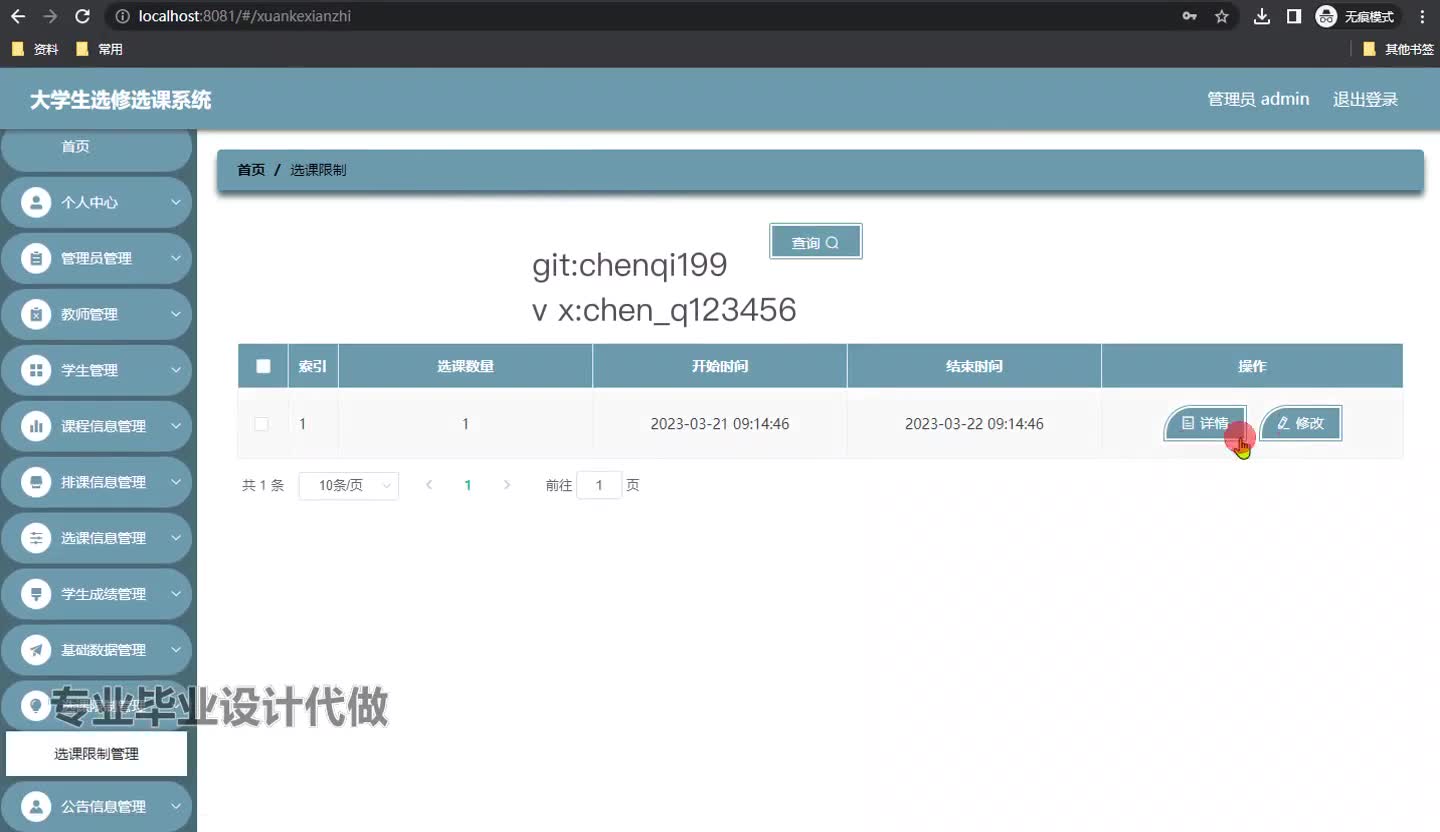 localhost:8081/#/xuankexianzhi
无痕模式
资料 常用 其他书签
大学生选修选课系统
管理员 admin 退出登录
首页
个人中心
管理员管理
教师管理
学生管理
课程信息管理
排课信息管理
选课信息管理
学生成绩管理
基础数据管理
选课限制管理
选课限制管理
公告信息管理
首页 / 选课限制
查询
git:chenqi199
v x:chen_q123456
索引 选课数量 开始时间 结束时间 操作
1 1 2023-03-21 09:14:46 2023-03-22 09:14:46 详情 修改
共 1 条 10条/页 1 前往 1 页
专业毕业设计代做